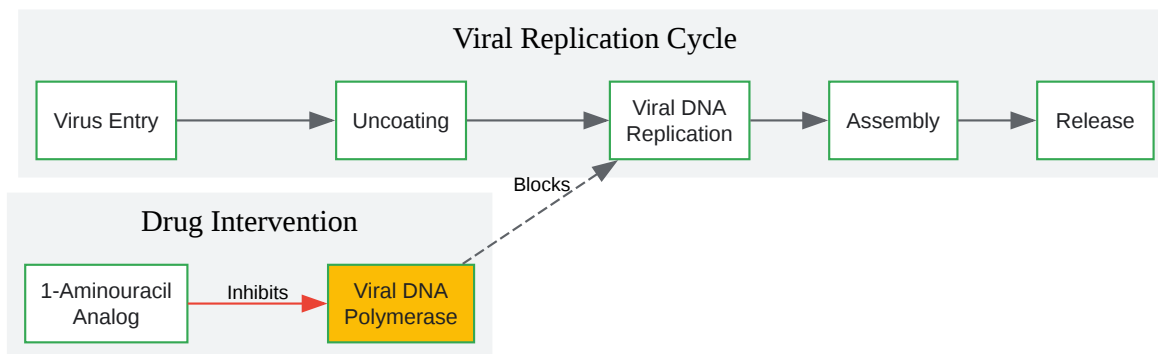 Viral Replication Cycle
Virus Entry
Uncoating
Viral DNA
Replication
Assembly
Release
Blocks
Drug Intervention
1-Aminouracil
Analog
Inhibits
Viral DNA
Polymerase